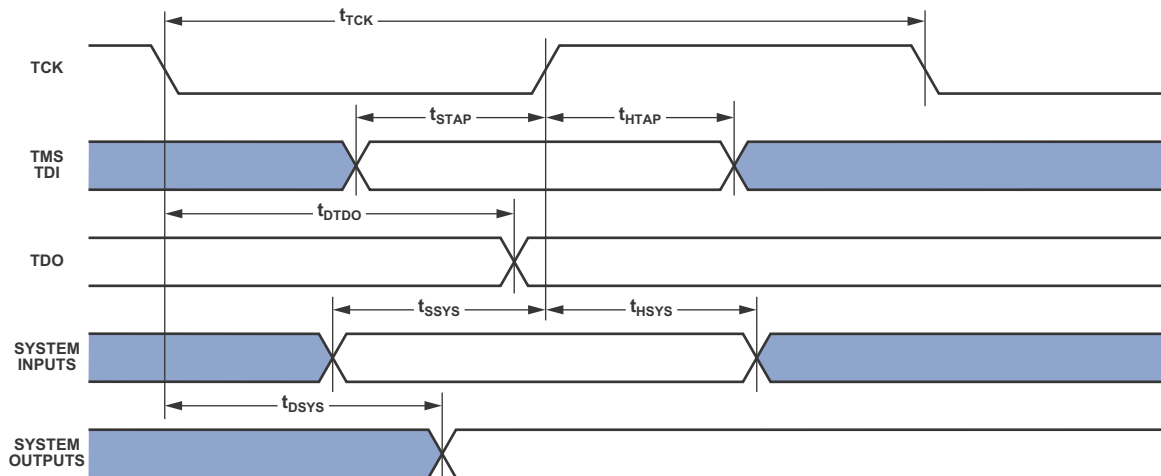 tTCK
TCK
tSTAP
tHTAP
TMS
TDI
tDTDO
TDO
tSSYS
tHSYS
SYSTEM
INPUTS
tDSYS
SYSTEM
OUTPUTS